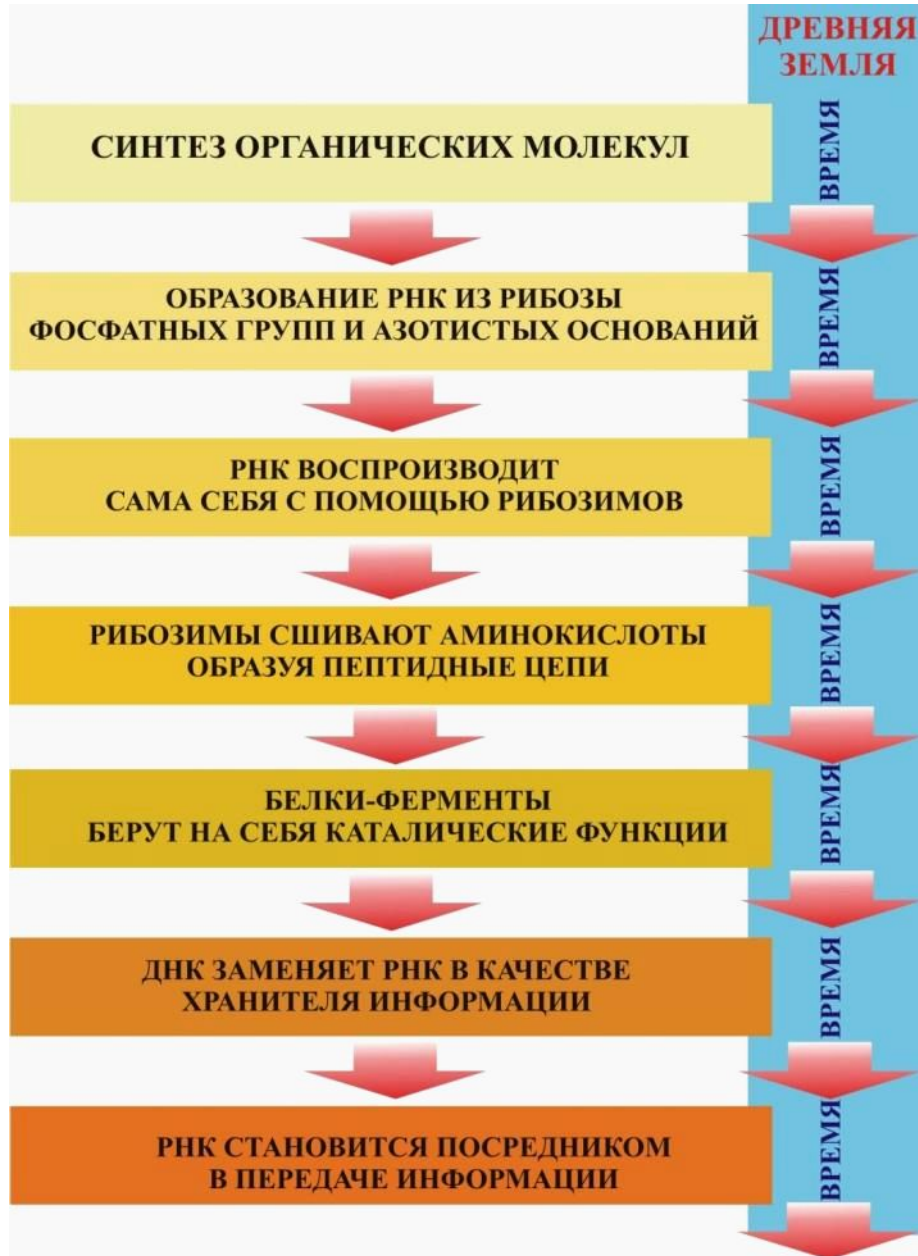 ДРЕВНЯЯ
ЗЕМЛЯ
СИНТЕЗ ОРГАНИЧЕСКИХ МОЛЕКУЛ
ВРЕМЯ
ОБРАЗОВАНИЕ РНК ИЗ РИБОЗЫ
ФОСФАТНЫХ ГРУПП И АЗОТИСТЫХ ОСНОВАНИЙ
ВРЕМЯ
РНК ВОСПРОИЗВОДИТ
САМА СЕБЯ С ПОМОЩЬЮ РИБОЗИМОВ
ВРЕМЯ
РИБОЗИМЫ СШИВАЮТ АМИНОКИСЛОТЫ
ОБРАЗУЯ ПЕПТИДНЫЕ ЦЕПИ
ВРЕМЯ
БЕЛКИ-ФЕРМЕНТЫ
БЕРУТ НА СЕБЯ КАТАЛИЧЕСКИЕ ФУНКЦИИ
ВРЕМЯ
ДНК ЗАМЕНЯЕТ РНК В КАЧЕСТВЕ
ХРАНИТЕЛЯ ИНФОРМАЦИИ
ВРЕМЯ
РНК СТАНОВИТСЯ ПОСРЕДНИКОМ
В ПЕРЕДАЧЕ ИНФОРМАЦИИ
ВРЕМЯ